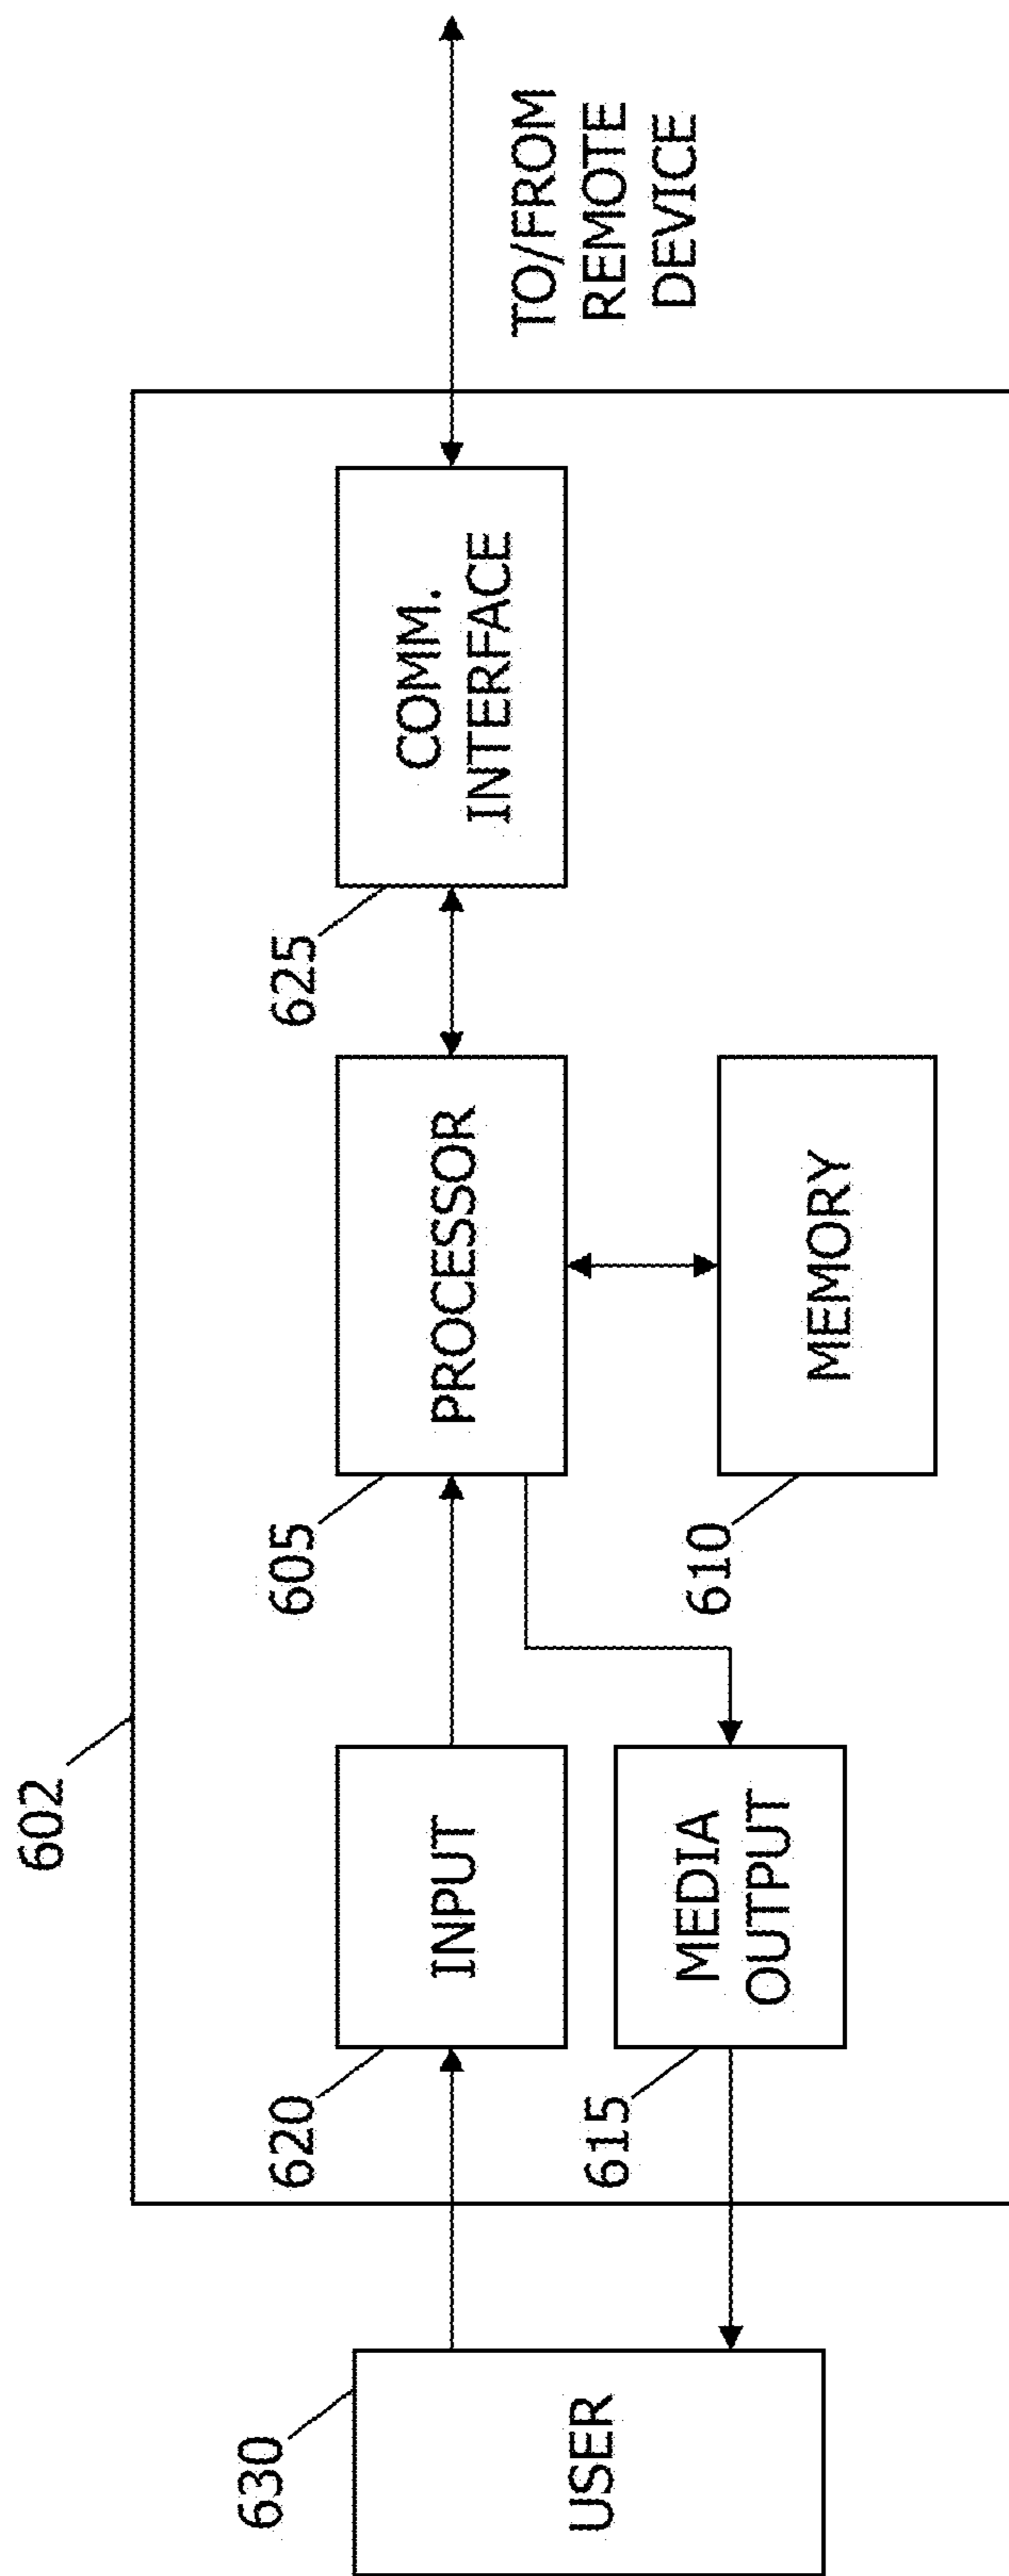 602
630
USER
620
INPUT
615
MEDIA
OUTPUT
605
PROCESSOR
610
MEMORY
625
COMM.
INTERFACE
TO/FROM
REMOTE
DEVICE